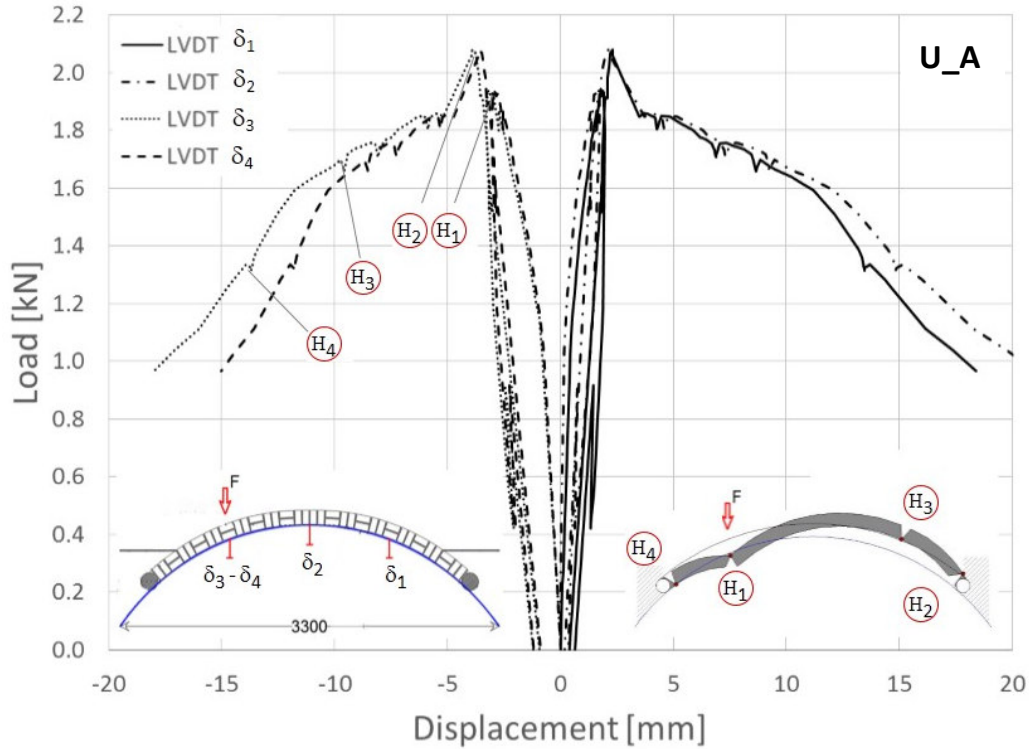 U_A
LVDT δ1
LVDT δ2
LVDT δ3
LVDT δ4
Load [kN]
2.2
2.0
1.8
1.6
1.4
1.2
1.0
0.8
0.6
0.4
0.2
0.0
H2
H1
H3
H4
F
δ3 - δ4
δ2
δ1
3300
F
H3
H4
H1
H2
-20 -15 -10 -5 0 5 10 15 20
Displacement [mm]